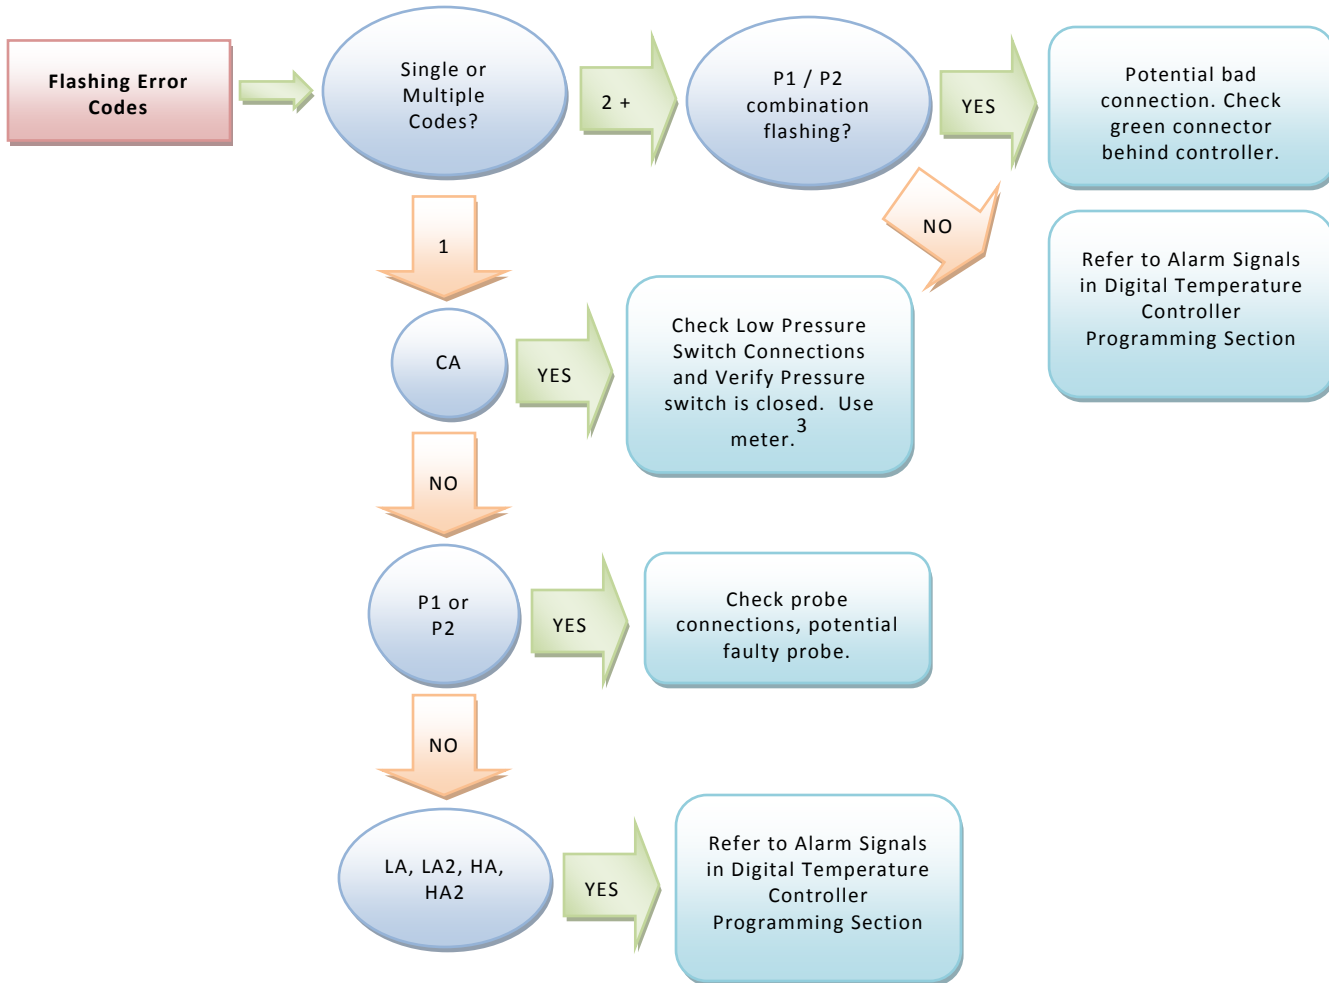 Flashing Error
Codes
Single or
Multiple
Codes?
2 +
P1 / P2
combination
flashing?
YES
Potential bad
connection. Check
green connector
behind controller.
NO
Refer to Alarm Signals
in Digital Temperature
Controller
Programming Section
1
CA
YES
Check Low Pressure
Switch Connections
and Verify Pressure
switch is closed.  Use
meter.3
NO
P1 or
P2
YES
Check probe
connections, potential
faulty probe.
NO
LA, LA2, HA,
HA2
YES
Refer to Alarm Signals
in Digital Temperature
Controller
Programming Section